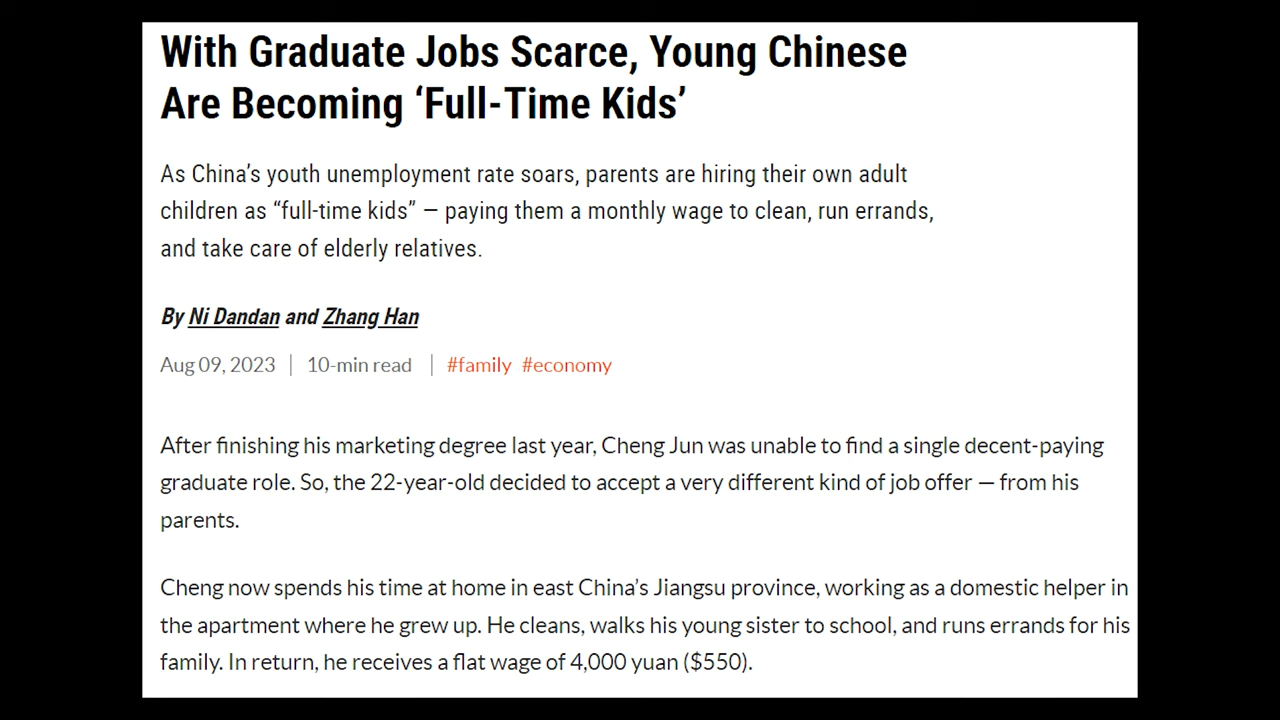 With Graduate Jobs Scarce, Young Chinese
Are Becoming ‘Full-Time Kids’
As China’s youth unemployment rate soars, parents are hiring their own adult
children as “full-time kids” — paying them a monthly wage to clean, run errands,
and take care of elderly relatives.
By Ni Dandan and Zhang Han
Aug 09, 2023 | 10-min read | #family #economy
After finishing his marketing degree last year, Cheng Jun was unable to find a single decent-paying
graduate role. So, the 22-year-old decided to accept a very different kind of job offer — from his
parents.
Cheng now spends his time at home in east China’s Jiangsu province, working as a domestic helper in
the apartment where he grew up. He cleans, walks his young sister to school, and runs errands for his
family. In return, he receives a flat wage of 4,000 yuan ($550).